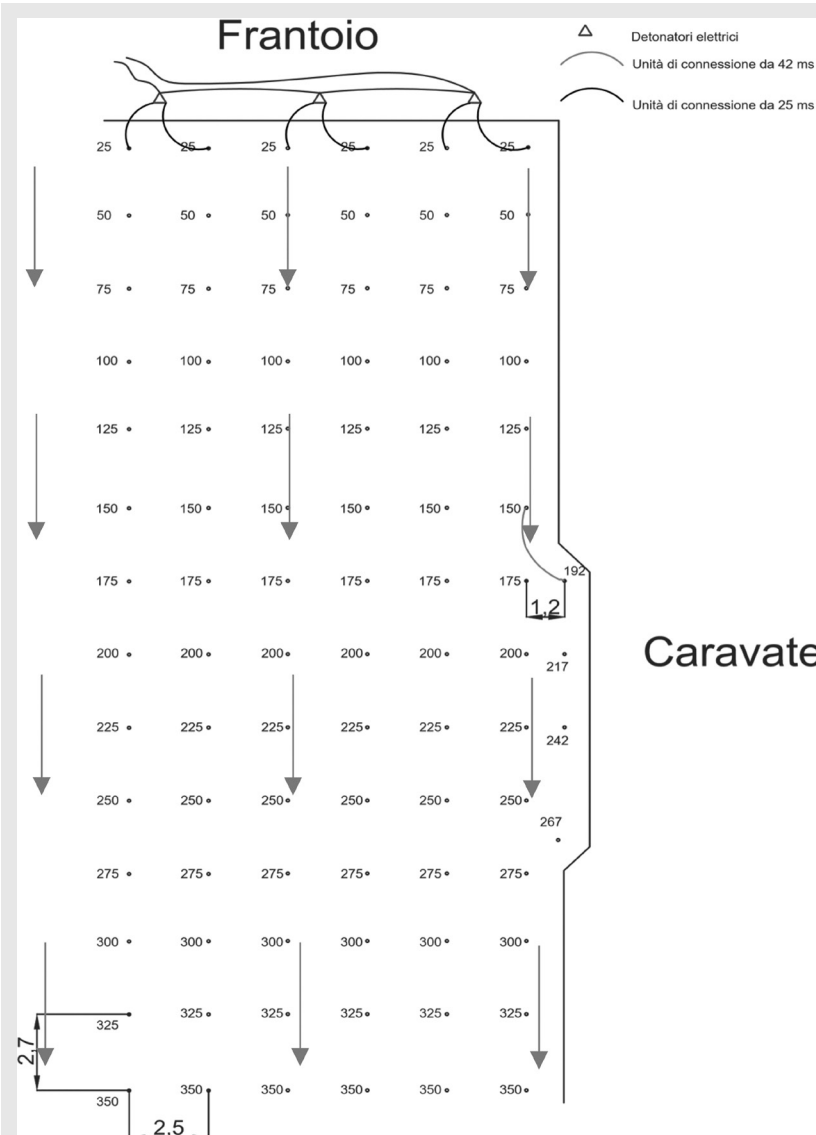 Frantoio
Detonatori elettrici
Unità di connessione da 42 ms
Unità di connessione da 25 ms
25 25 25 25 25 25
50 50 50 50 50 50
75 75 75 75 75 75
100 100 100 100 100 100
125 125 125 125 125 125
150 150 150 150 150 150
192
175 175 175 175 175 175
1,2
Caravate
200 200 200 200 200 200
217
225 225 225 225 225 225
242
250 250 250 250 250 250
267
275 275 275 275 275 275
300 300 300 300 300 300
325 325 325 325 325 325
2,7
350 350 350 350 350 350
2,5